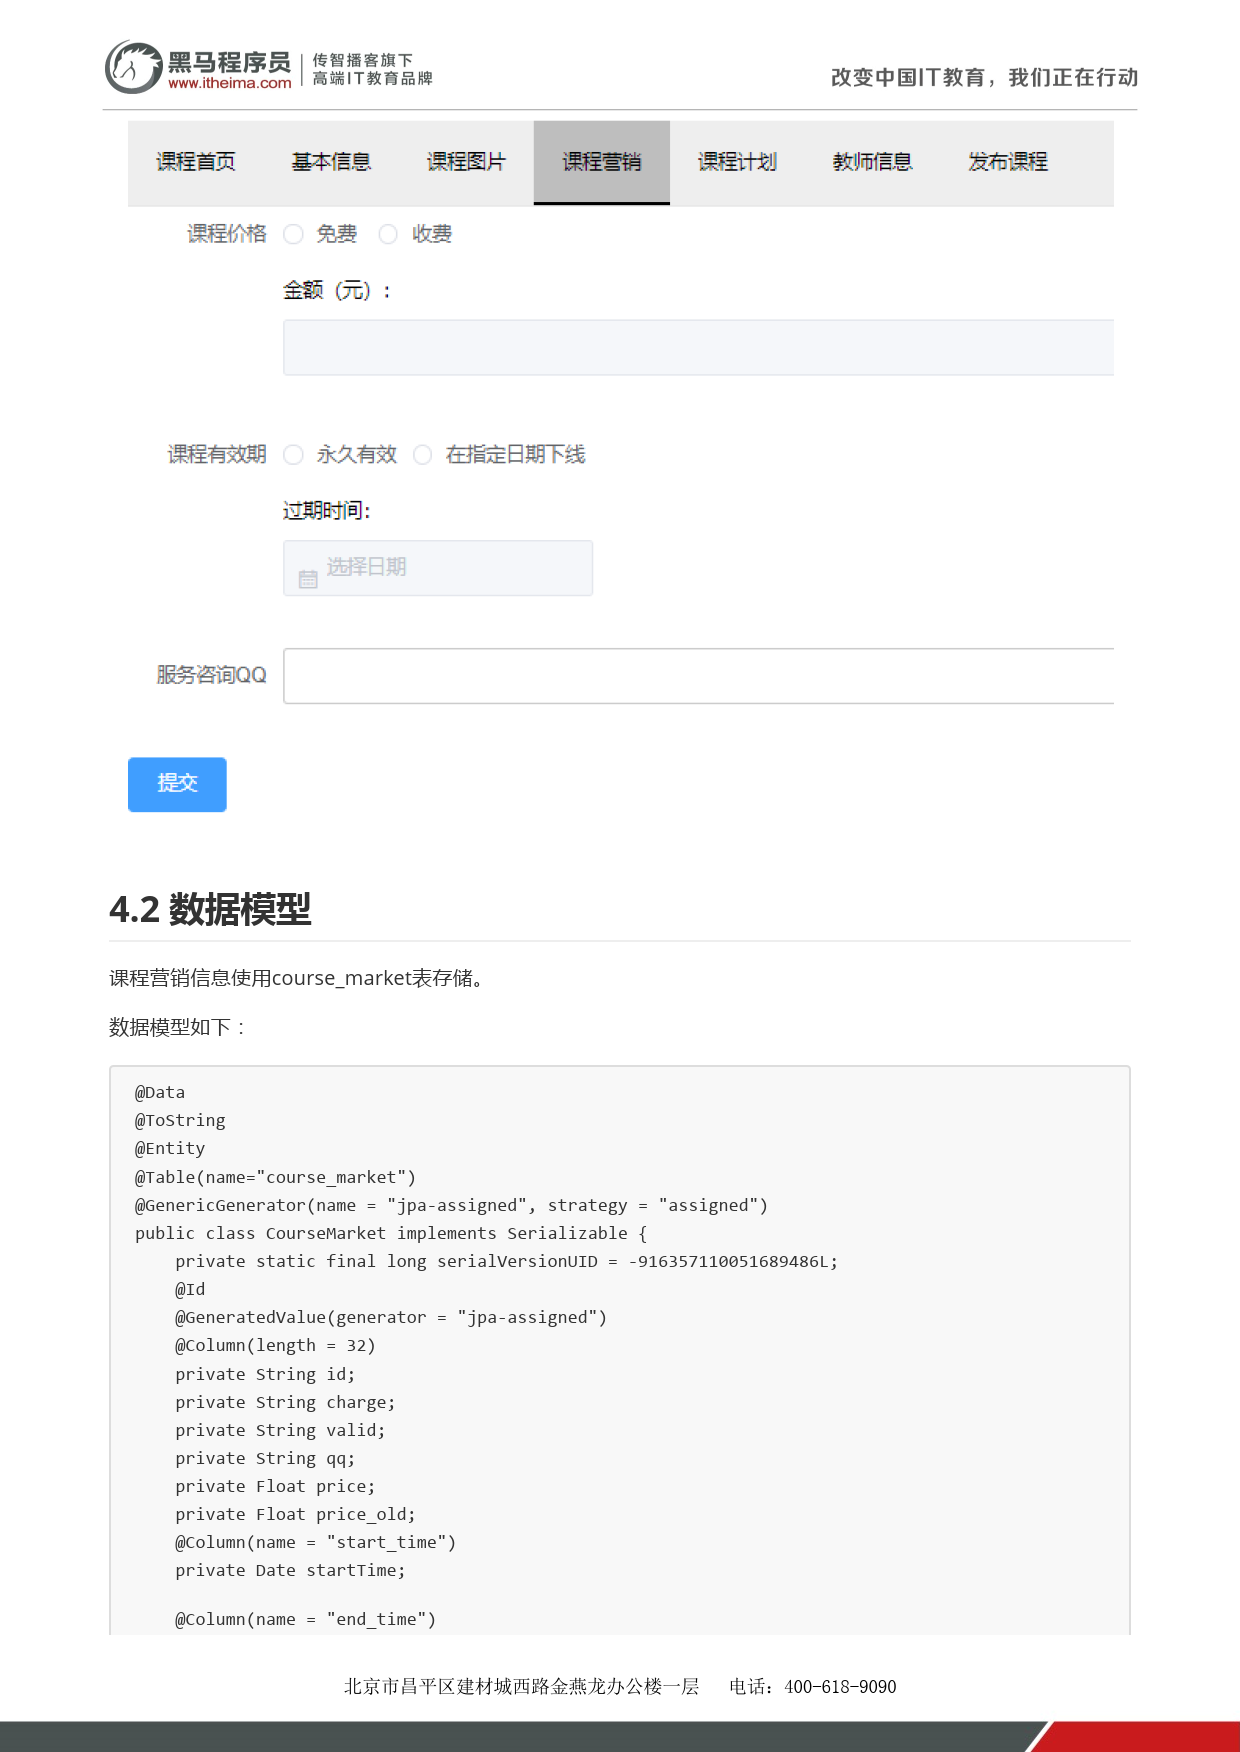 黑马程序员
www.itheima.com
传智播客旗下
高端IT教育品牌
改变中国IT教育，我们正在行动
课程首页 基本信息 课程图片 课程营销 课程计划 教师信息 发布课程
课程价格 免费 收费
金额（元）:
课程有效期 永久有效 在指定日期下线
过期时间:
选择日期
服务咨询QQ
提交
4.2 数据模型
课程营销信息使用course_market表存储。
数据模型如下：
@Data
@ToString
@Entity
@Table(name="course_market")
@GenericGenerator(name = "jpa-assigned", strategy = "assigned")
public class CourseMarket implements Serializable {
    private static final long serialVersionUID = -916357110051689486L;
    @Id
    @GeneratedValue(generator = "jpa-assigned")
    @Column(length = 32)
    private String id;
    private String charge;
    private String valid;
    private String qq;
    private Float price;
    private Float price_old;
    @Column(name = "start_time")
    private Date startTime;
    @Column(name = "end_time")
北京市昌平区建材城西路金燕龙办公楼一层 电话：400-618-9090